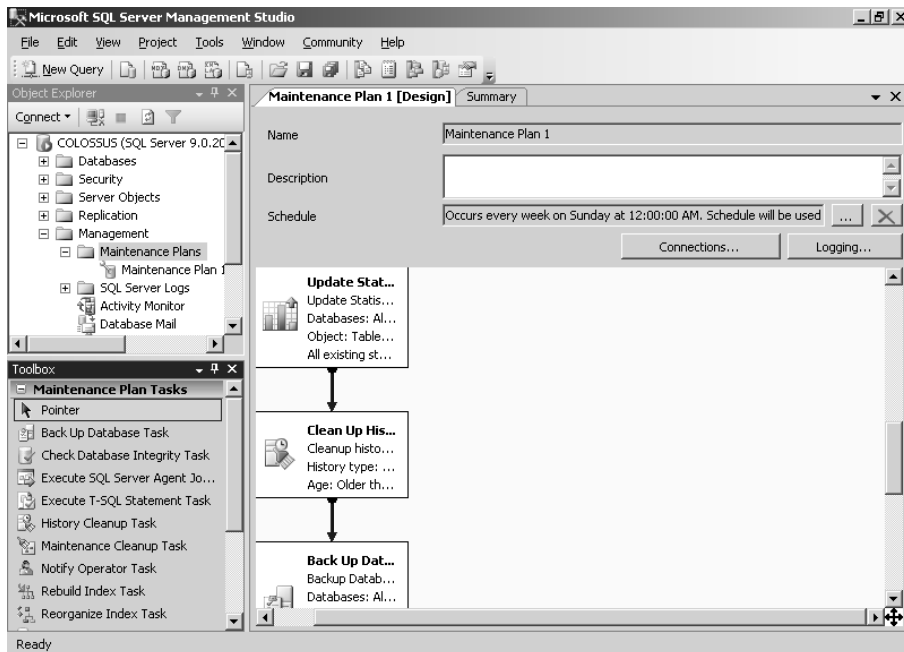 Microsoft SQL Server Management Studio
File Edit View Project Tools Window Community Help
New Query
Object Explorer
Connect
COLOSSUS (SQL Server 9.0.20
Databases
Security
Server Objects
Replication
Management
Maintenance Plans
Maintenance Plan 1
SQL Server Logs
Activity Monitor
Database Mail
Toolbox
Maintenance Plan Tasks
Pointer
Back Up Database Task
Check Database Integrity Task
Execute SQL Server Agent Jo...
Execute T-SQL Statement Task
History Cleanup Task
Maintenance Cleanup Task
Notify Operator Task
Rebuild Index Task
Reorganize Index Task
Maintenance Plan 1 [Design] Summary
Name Maintenance Plan 1
Description
Schedule Occurs every week on Sunday at 12:00:00 AM. Schedule will be used ...
Connections... Logging...
Update Stat...
Update Statis...
Databases: Al...
Object: Table...
All existing st...
Clean Up His...
Cleanup histo...
History type: ...
Age: Older th...
Back Up Dat...
Backup Datab...
Databases: Al...
Ready